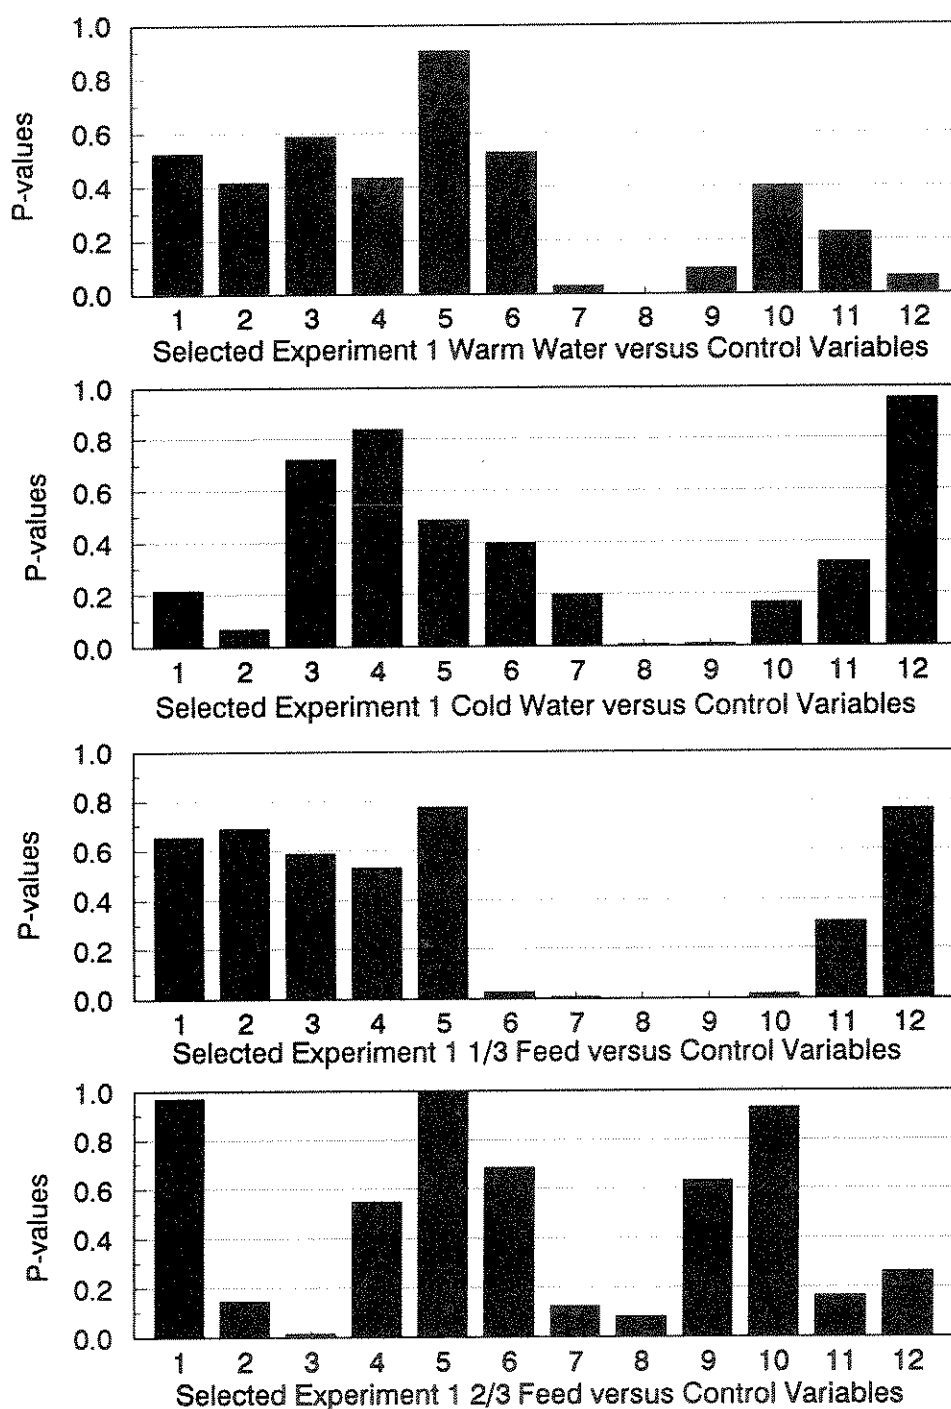 P-values
1.0
0.8
0.6
0.4
0.2
0.0
1 2 3 4 5 6 7 8 9 10 11 12
Selected Experiment 1 Warm Water versus Control Variables
P-values
1.0
0.8
0.6
0.4
0.2
0.0
1 2 3 4 5 6 7 8 9 10 11 12
Selected Experiment 1 Cold Water versus Control Variables
P-values
1.0
0.8
0.6
0.4
0.2
0.0
1 2 3 4 5 6 7 8 9 10 11 12
Selected Experiment 1 1/3 Feed versus Control Variables
P-values
1.0
0.8
0.6
0.4
0.2
0.0
1 2 3 4 5 6 7 8 9 10 11 12
Selected Experiment 1 2/3 Feed versus Control Variables